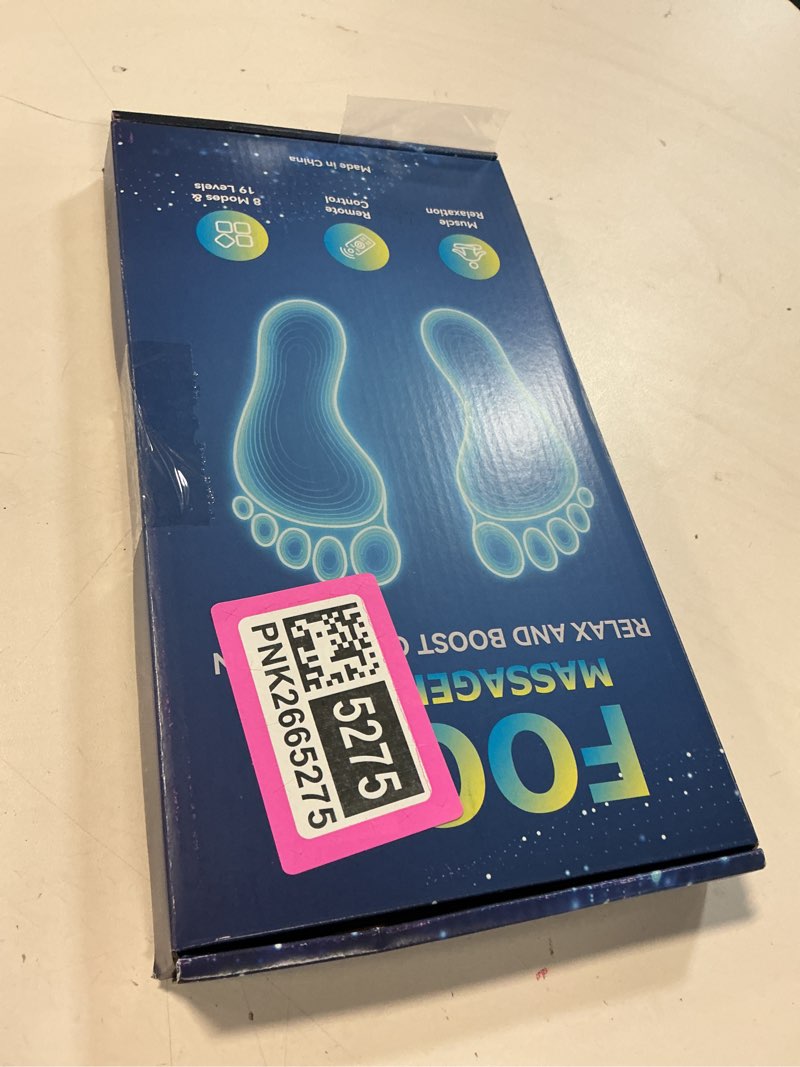 FOO
MASSAGE
RELAX AND BOOST
N
Muscle
Relaxation
Remote
Control
8 Modes &
19 Levels
Made in China
5275
PNK2665275